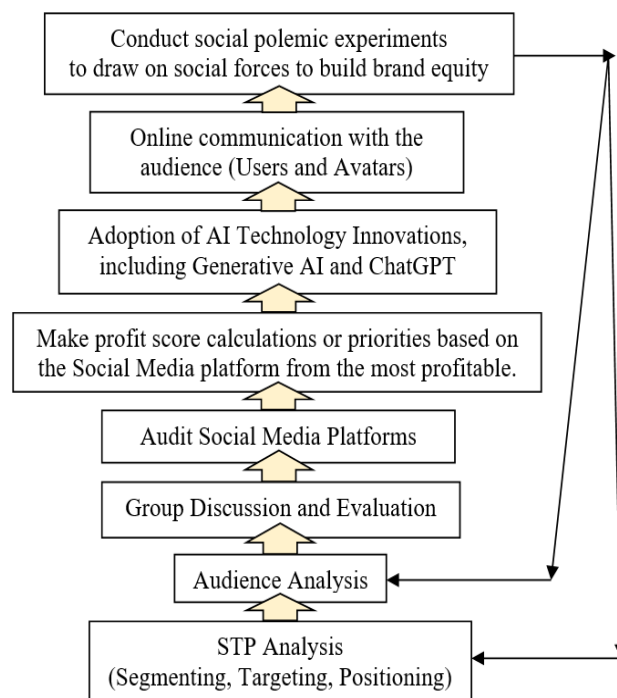 Conduct social polemic experiments
to draw on social forces to build brand equity
Online communication with the
audience (Users and Avatars)
Adoption of AI Technology Innovations,
including Generative AI and ChatGPT
Make profit score calculations or priorities based on
the Social Media platform from the most profitable.
Audit Social Media Platforms
Group Discussion and Evaluation
Audience Analysis
STP Analysis
(Segmenting, Targeting, Positioning)